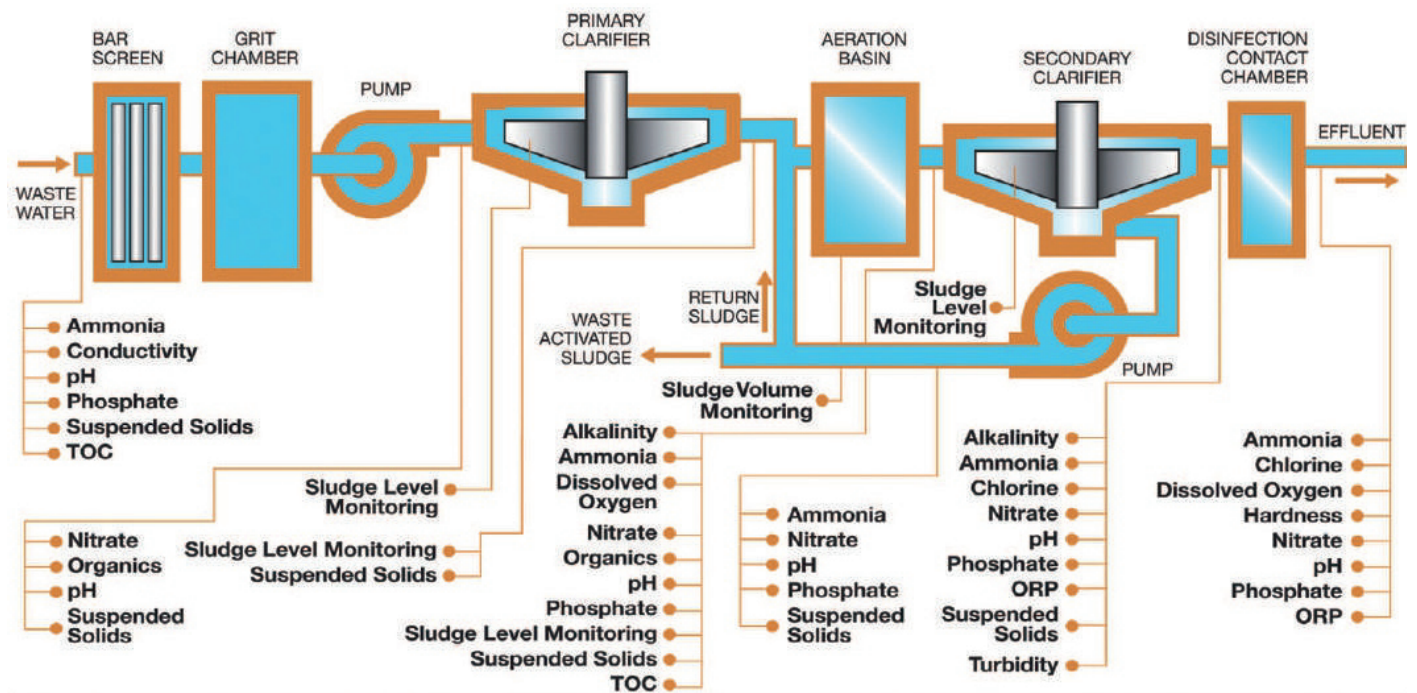 BAR
SCREEN
GRIT
CHAMBER
PUMP
PRIMARY
CLARIFIER
AERATION
BASIN
SECONDARY
CLARIFIER
DISINFECTION
CONTACT
CHAMBER
EFFLUENT
WASTE
WATER
RETURN
SLUDGE
WASTE
ACTIVATED
SLUDGE
Sludge
Level
Monitoring
PUMP
Sludge Volume
Monitoring
Ammonia
Conductivity
pH
Phosphate
Suspended Solids
TOC
Nitrate
Organics
pH
Suspended
Solids
Sludge Level
Monitoring
Sludge Level Monitoring
Suspended Solids
Alkalinity
Ammonia
Dissolved
Oxygen
Nitrate
Organics
pH
Phosphate
Sludge Level Monitoring
Suspended Solids
TOC
Ammonia
Nitrate
pH
Phosphate
Suspended
Solids
Alkalinity
Ammonia
Chlorine
Nitrate
pH
Phosphate
ORP
Suspended
Solids
Turbidity
Ammonia
Chlorine
Dissolved Oxygen
Hardness
Nitrate
pH
Phosphate
ORP